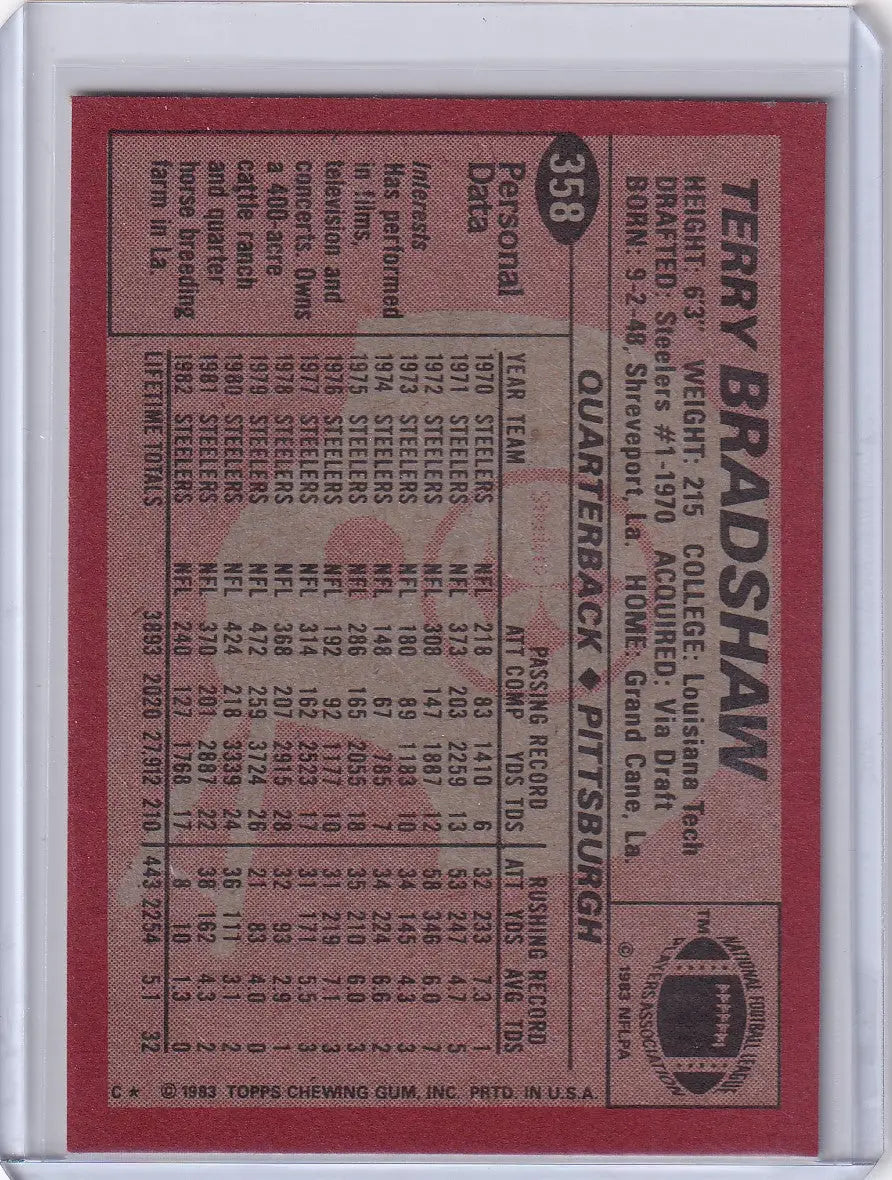 TERRY BRADSHAW
HEIGHT: 6'3" WEIGHT: 215 COLLEGE: Louisiana Tech
DRAFTED: Steelers #1-1970 ACQUIRED: Via Draft
BORN: 9-2-48, Shreveport, La. HOME: Grand Cane, La.
TM
NATIONAL FOOTBALL LEAGUE
PLAYERS ASSOCIATION
© 1983 NFLPA
358
QUARTERBACK ♦ PITTSBURGH
Steelers
Personal
Data
Interests
Has performed
in films,
television and
concerts. Owns
a 400-acre
cattle ranch
and quarter
horse breeding
farm in La.
PASSING RECORD RUSHING RECORD
YEAR TEAM ATT COMP YDS TDS ATT YDS AVG TDS
1970 STEELERS NFL 218 83 1410 6 32 233 7.3 1
1971 STEELERS NFL 373 203 2259 13 53 247 4.7 5
1972 STEELERS NFL 308 147 1887 12 58 346 6.0 7
1973 STEELERS NFL 180 89 1183 10 34 145 4.3 3
1974 STEELERS NFL 148 67 785 7 34 224 6.6 2
1975 STEELERS NFL 286 165 2055 18 35 210 6.0 3
1976 STEELERS NFL 192 92 1177 10 31 219 7.1 3
1977 STEELERS NFL 314 162 2523 17 31 171 5.5 3
1978 STEELERS NFL 368 207 2915 28 32 93 2.9 1
1979 STEELERS NFL 472 259 3724 26 21 83 4.0 0
1980 STEELERS NFL 424 218 3339 24 36 111 3.1 2
1981 STEELERS NFL 370 201 2887 22 38 162 4.3 2
1982 STEELERS NFL 240 127 1768 17 8 10 1.3 0
LIFETIME TOTALS 3893 2020 27,912 210 443 2254 5.1 32
C★ © 1983 TOPPS CHEWING GUM, INC. PRTD. IN U.S.A.